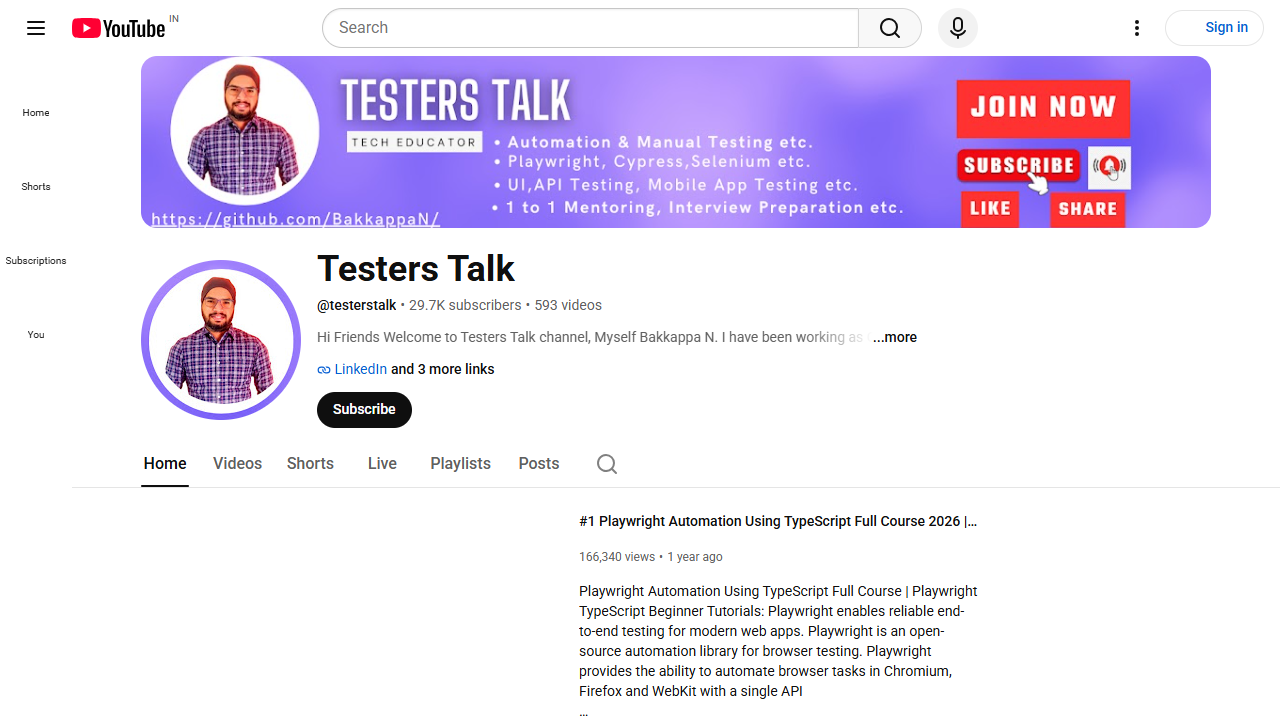 YouTube IN
Search
Sign in
Home
Shorts
Subscriptions
You
TESTERS TALK
TECH EDUCATOR
• Automation & Manual Testing etc.
• Playwright, Cypress,Selenium etc.
• UI,API Testing, Mobile App Testing etc.
• 1 to 1 Mentoring, Interview Preparation etc.
https://github.com/BakkappaN/
JOIN NOW
SUBSCRIBE
LIKE
SHARE
Testers Talk
@testerstalk • 29.7K subscribers • 593 videos
Hi Friends Welcome to Testers Talk channel, Myself Bakkappa N. I have been working as ...more
LinkedIn and 3 more links
Subscribe
Home Videos Shorts Live Playlists Posts
#1 Playwright Automation Using TypeScript Full Course 2026 |...
166,340 views • 1 year ago
Playwright Automation Using TypeScript Full Course | Playwright
TypeScript Beginner Tutorials: Playwright enables reliable end-
to-end testing for modern web apps. Playwright is an open-
source automation library for browser testing. Playwright
provides the ability to automate browser tasks in Chromium,
Firefox and WebKit with a single API
...